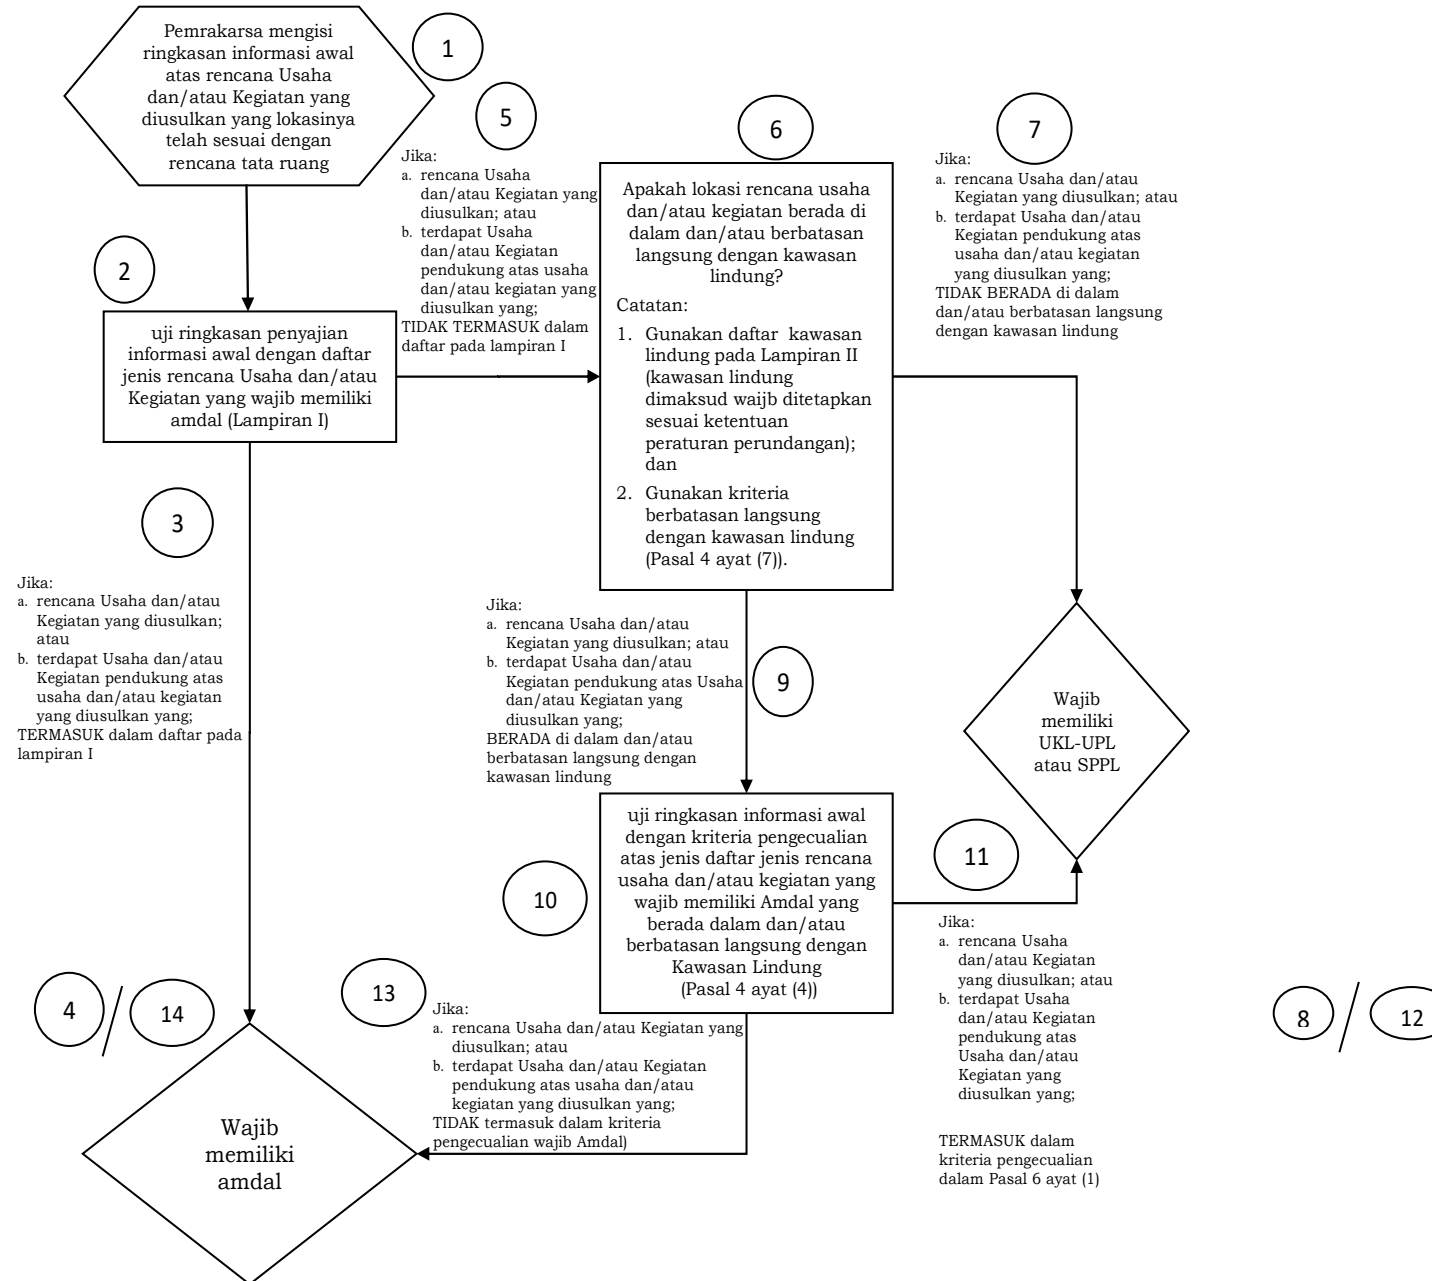 Pemrakarsa mengisi
ringkasan informasi awal
atas rencana Usaha
dan/atau Kegiatan yang
diusulkan yang lokasinya
telah sesuai dengan
rencana tata ruang
1
2
uji ringkasan penyajian
informasi awal dengan daftar
jenis rencana Usaha dan/atau
Kegiatan yang wajib memiliki
amdal (Lampiran I)
3
Jika:
a. rencana Usaha dan/atau
Kegiatan yang diusulkan;
atau
b. terdapat Usaha dan/atau
Kegiatan pendukung atas
usaha dan/atau kegiatan
yang diusulkan yang;
TERMASUK dalam daftar pada
lampiran I
4
/
14
Wajib
memiliki
amdal
5
Jika:
a. rencana Usaha
dan/atau Kegiatan yang
diusulkan; atau
b. terdapat Usaha
dan/atau Kegiatan
pendukung atas usaha
dan/atau kegiatan yang
diusulkan yang;
TIDAK TERMASUK dalam
daftar pada lampiran I
6
Apakah lokasi rencana usaha
dan/atau kegiatan berada di
dalam dan/atau berbatasan
langsung dengan kawasan
lindung?
Catatan:
1. Gunakan daftar kawasan
lindung pada Lampiran II
(kawasan lindung
dimaksud waijb ditetapkan
sesuai ketentuan
peraturan perundangan);
dan
2. Gunakan kriteria
berbatasan langsung
dengan kawasan lindung
(Pasal 4 ayat (7)).
7
Jika:
a. rencana Usaha dan/atau
Kegiatan yang diusulkan; atau
b. terdapat Usaha dan/atau
Kegiatan pendukung atas
usaha dan/atau kegiatan
yang diusulkan yang;
TIDAK BERADA di dalam
dan/atau berbatasan langsung
dengan kawasan lindung
Wajib
memiliki
UKL-UPL
atau SPPL
8
/
12
Jika:
a. rencana Usaha dan/atau
Kegiatan yang diusulkan; atau
b. terdapat Usaha dan/atau
Kegiatan pendukung atas Usaha
dan/atau Kegiatan yang
diusulkan yang;
BERADA di dalam dan/atau
berbatasan langsung dengan
kawasan lindung
9
10
uji ringkasan informasi awal
dengan kriteria pengecualian
atas jenis daftar jenis rencana
usaha dan/atau kegiatan yang
wajib memiliki Amdal yang
berada dalam dan/atau
berbatasan langsung dengan
Kawasan Lindung
(Pasal 4 ayat (4))
11
Jika:
a. rencana Usaha
dan/atau Kegiatan
yang diusulkan; atau
b. terdapat Usaha
dan/atau Kegiatan
pendukung atas
Usaha dan/atau
Kegiatan yang
diusulkan yang;
TERMASUK dalam
kriteria pengecualian
dalam Pasal 6 ayat (1)
13
Jika:
a. rencana Usaha dan/atau Kegiatan yang
diusulkan; atau
b. terdapat Usaha dan/atau Kegiatan
pendukung atas usaha dan/atau
kegiatan yang diusulkan yang;
TIDAK termasuk dalam kriteria
pengecualian wajib Amdal)